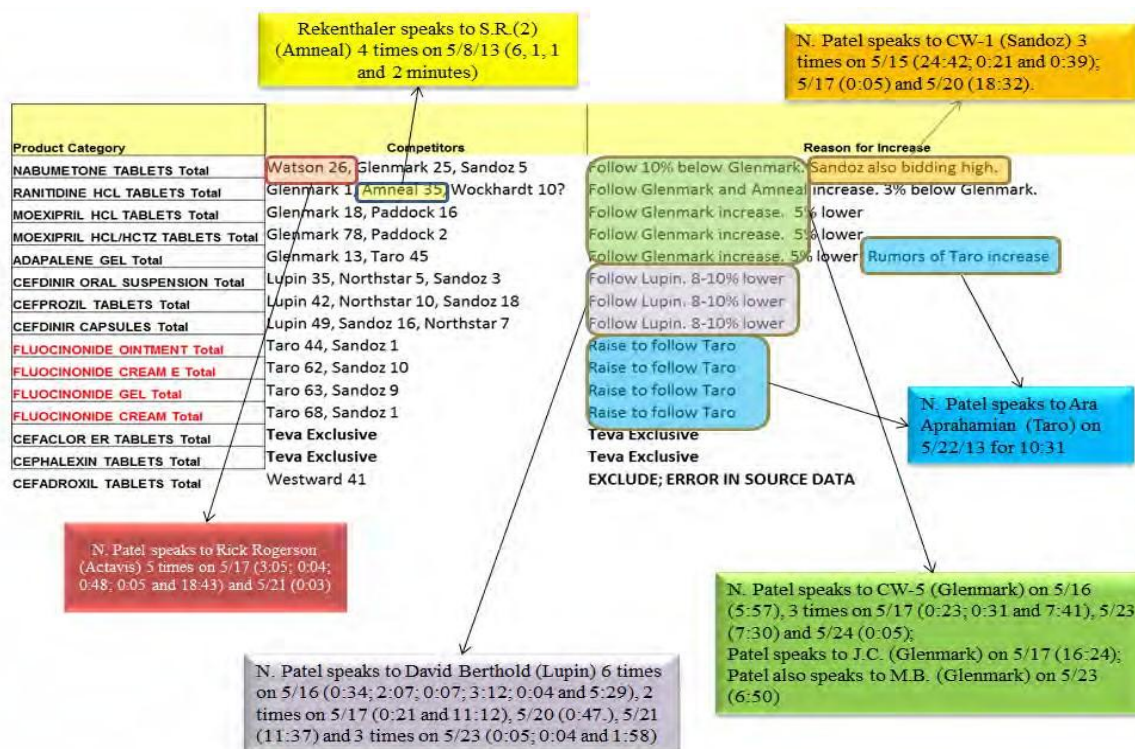 Rekenthaler speaks to S.R.(2)
(Amneal) 4 times on 5/8/13 (6, 1, 1
and 2 minutes)
N. Patel speaks to CW-1 (Sandoz) 3
times on 5/15 (24:42; 0:21 and 0:39);
5/17 (0:05) and 5/20 (18:32).
Product Category Competitors Reason for Increase
NABUMETONE TABLETS Total Watson 26, Glenmark 25, Sandoz 5 Follow 10% below Glenmark. Sandoz also bidding high.
RANITIDINE HCL TABLETS Total Glenmark 1, Amneal 35, Wockhardt 10? Follow Glenmark and Amneal increase. 3% below Glenmark.
MOEXIPRIL HCL TABLETS Total Glenmark 18, Paddock 16 Follow Glenmark increase. 5% lower
MOEXIPRIL HCL/HCTZ TABLETS Total Glenmark 78, Paddock 2 Follow Glenmark increase. 5% lower
ADAPALENE GEL Total Glenmark 13, Taro 45 Follow Glenmark increase. 5% lower Rumors of Taro increase
CEFDINIR ORAL SUSPENSION Total Lupin 35, Northstar 5, Sandoz 3 Follow Lupin. 8-10% lower
CEFPROZIL TABLETS Total Lupin 42, Northstar 10, Sandoz 18 Follow Lupin. 8-10% lower
CEFDINIR CAPSULES Total Lupin 49, Sandoz 16, Northstar 7 Follow Lupin. 8-10% lower
FLUOCINONIDE OINTMENT Total Taro 44, Sandoz 1 Raise to follow Taro
FLUOCINONIDE CREAM E Total Taro 62, Sandoz 10 Raise to follow Taro
FLUOCINONIDE GEL Total Taro 63, Sandoz 9 Raise to follow Taro
FLUOCINONIDE CREAM Total Taro 68, Sandoz 1 Raise to follow Taro
CEFACLOR ER TABLETS Total Teva Exclusive Teva Exclusive
CEPHALEXIN TABLETS Total Teva Exclusive Teva Exclusive
CEFADROXIL TABLETS Total Westward 41 EXCLUDE; ERROR IN SOURCE DATA
N. Patel speaks to Ara
Aprahamian (Taro) on
5/22/13 for 10:31
N. Patel speaks to Rick Rogerson
(Actavis) 5 times on 5/17 (3:05; 0:04;
0:48; 0:05 and 18:43) and 5/21 (0:03)
N. Patel speaks to CW-5 (Glenmark) on 5/16
(5:57), 3 times on 5/17 (0:23; 0:31 and 7:41), 5/23
(7:30) and 5/24 (0:05);
Patel speaks to J.C. (Glenmark) on 5/17 (16:24);
Patel also speaks to M.B. (Glenmark) on 5/23
(6:50)
N. Patel speaks to David Berthold (Lupin) 6 times
on 5/16 (0:34; 2:07; 0:07; 3:12; 0:04 and 5:29), 2
times on 5/17 (0:21 and 11:12), 5/20 (0:47.), 5/21
(11:37) and 3 times on 5/23 (0:05; 0:04 and 1:58)